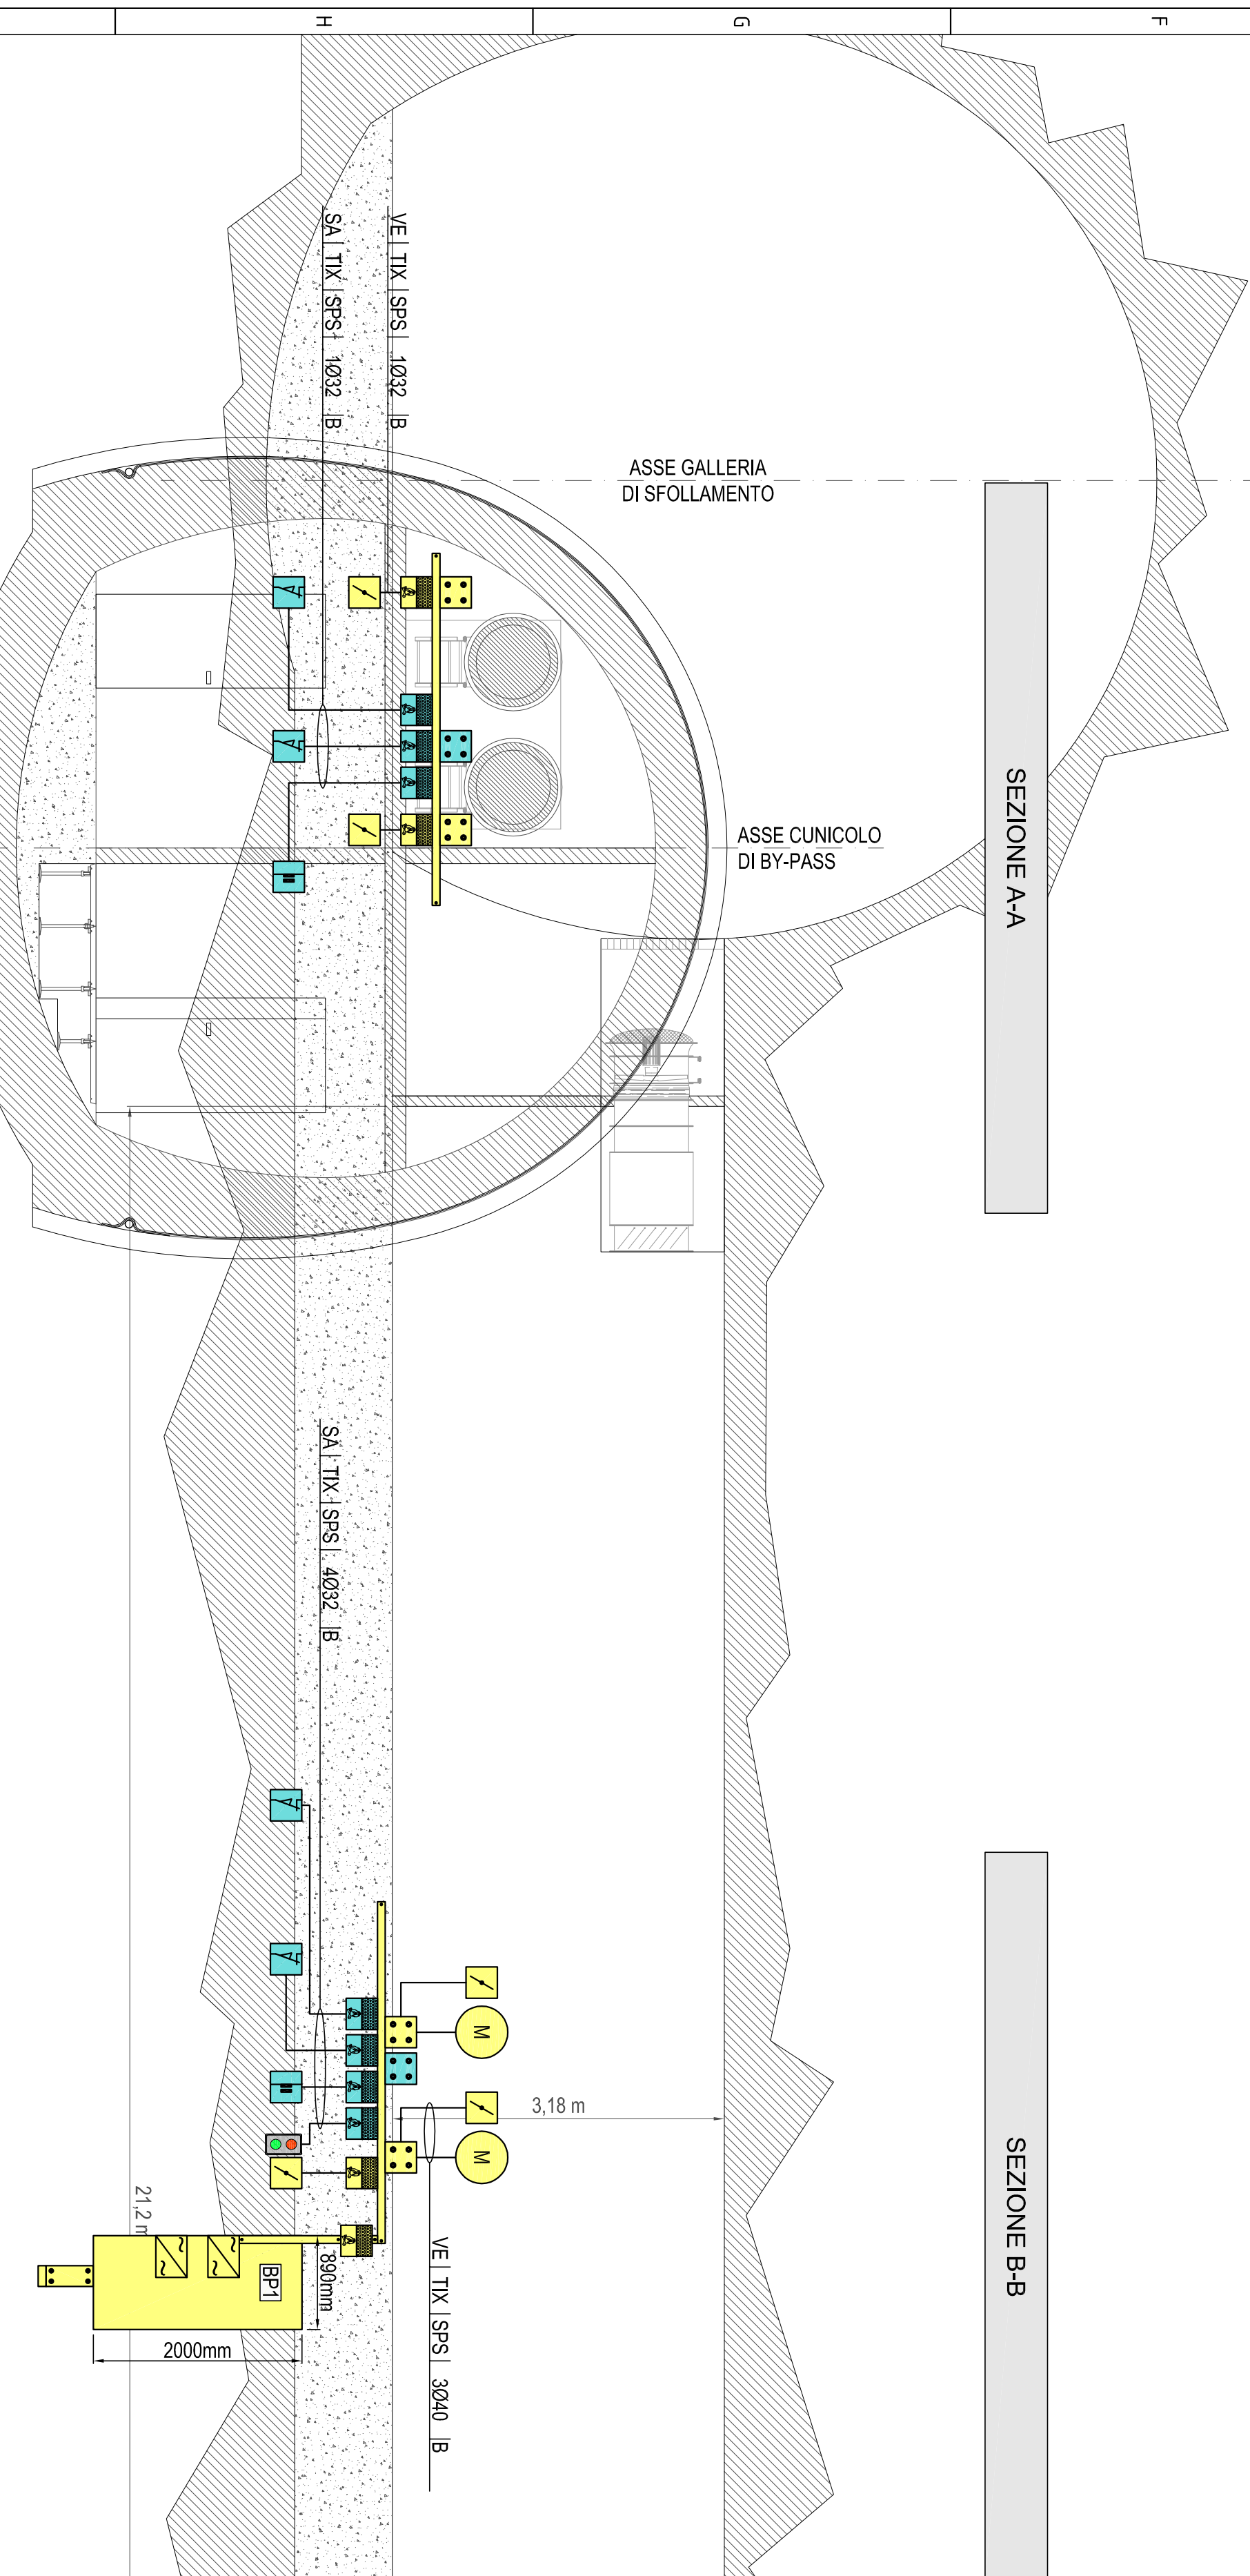 H
G
F
VE | TIX | SPS | 1Ø32 | B
SA | TIX | SPS | 1Ø32 | B
ASSE GALLERIA
DI SFOLLAMENTO
SEZIONE A-A
ASSE CUNICOLO
DI BY-PASS
SA | TIX | SPS | 4Ø32 | B
M
3,18 m
M
SEZIONE B-B
21,2 m
VE | TIX | SPS | 3Ø40 | B
890mm
BP1
2000mm